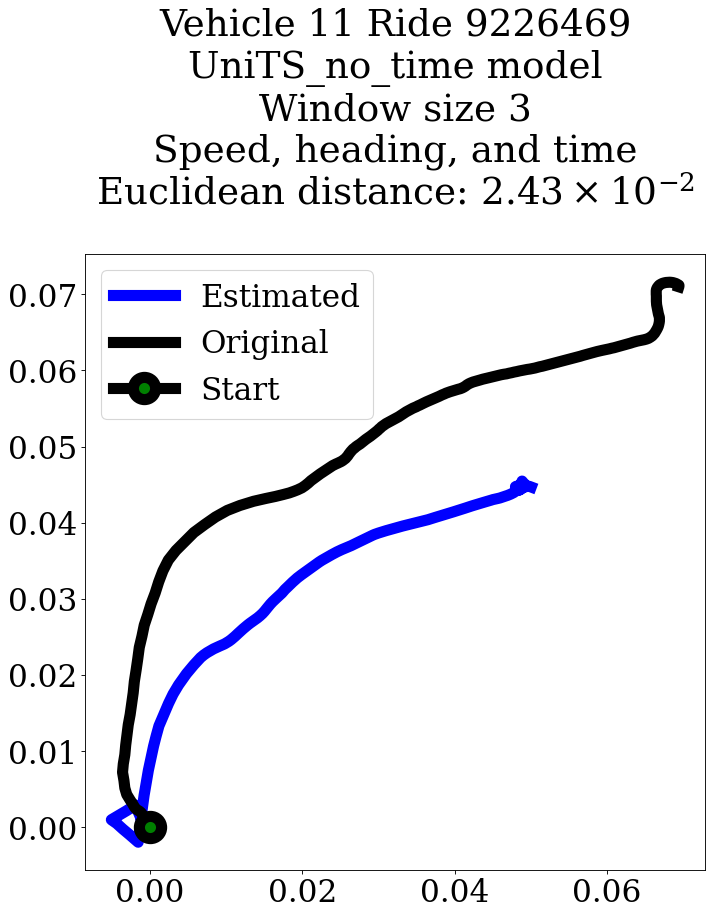 Vehicle 11 Ride 9226469
UniTS_no_time model
Window size 3
Speed, heading, and time
Euclidean distance: 2.43 × 10⁻²
Estimated
Original
Start
0.07
0.06
0.05
0.04
0.03
0.02
0.01
0.00
0.00 0.02 0.04 0.06